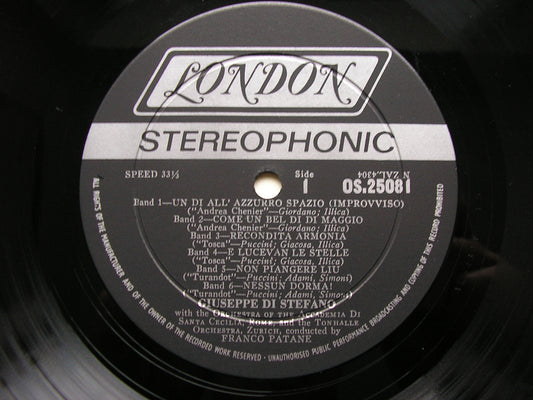 LONDON
STEREOPHONIC
SPEED 33⅓
Side
1
N ZAL.4304
OS.25081
Band 1—UN DI ALL' AZZURRO SPAZIO (IMPROVVISO)
("Andrea Chenier"—Giordano; Illica)
Band 2—COME UN BEL DI DI MAGGIO
("Andrea Chenier"—Giordano; Illica)
Band 3—RECONDITA ARMONIA
("Tosca"—Puccini; Giacosa, Illica)
Band 4—E LUCEVAN LE STELLE
("Tosca"—Puccini; Giacosa, Illica)
Band 5—NON PIANGERE LIU
("Turandot"—Puccini; Adami, Simoni)
Band 6—NESSUN DORMA!
("Turandot"—Puccini; Adami, Simoni)
GIUSEPPE DI STEFANO
with the ORCHESTRA OF THE ACCADEMIA DI
SANTA CECILIA, ROME, and the TONHALLE
ORCHESTRA, ZURICH, conducted by
FRANCO PATANE
ALL RIGHTS OF THE MANUFACTURER AND OF THE OWNER OF THE RECORDED WORK RESERVED - UNAUTHORISED PUBLIC PERFORMANCE BROADCASTING AND COPYING OF THIS RECORD PROHIBITED